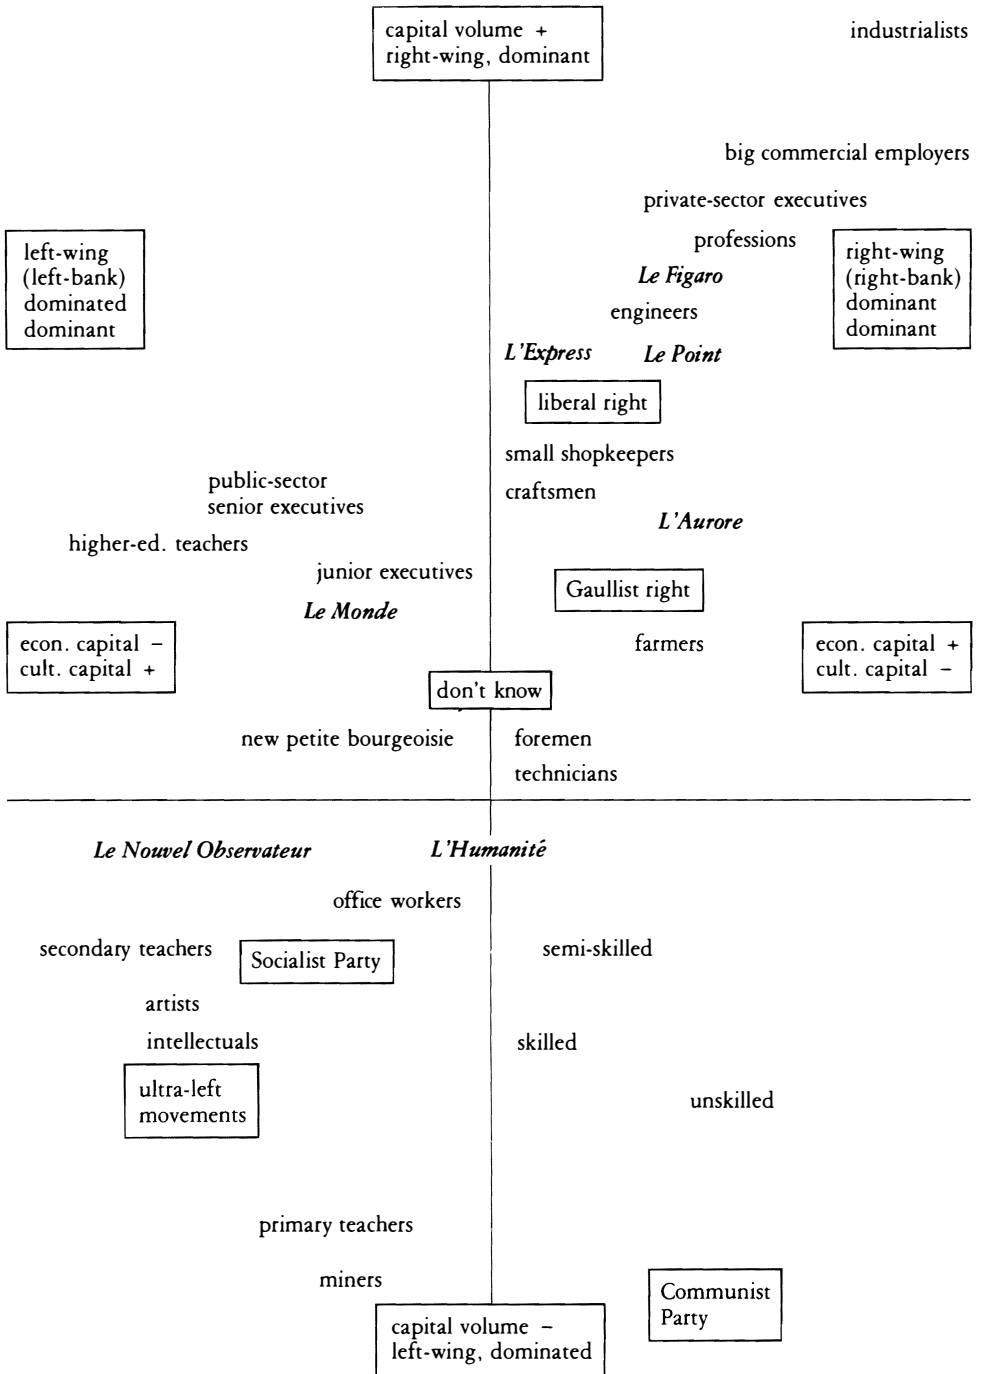 capital volume +
right-wing, dominant
industrialists
big commercial employers
private-sector executives
professions
left-wing
(left-bank)
dominated
dominant
right-wing
(right-bank)
dominant
dominant
Le Figaro
engineers
L'Express
Le Point
liberal right
small shopkeepers
public-sector
senior executives
craftsmen
L'Aurore
higher-ed. teachers
junior executives
Gaullist right
Le Monde
econ. capital –
cult. capital +
farmers
econ. capital +
cult. capital –
don't know
new petite bourgeoisie
foremen
technicians
Le Nouvel Observateur
L'Humanité
office workers
secondary teachers
Socialist Party
semi-skilled
artists
intellectuals
skilled
ultra-left
movements
unskilled
primary teachers
miners
Communist
Party
capital volume –
left-wing, dominated